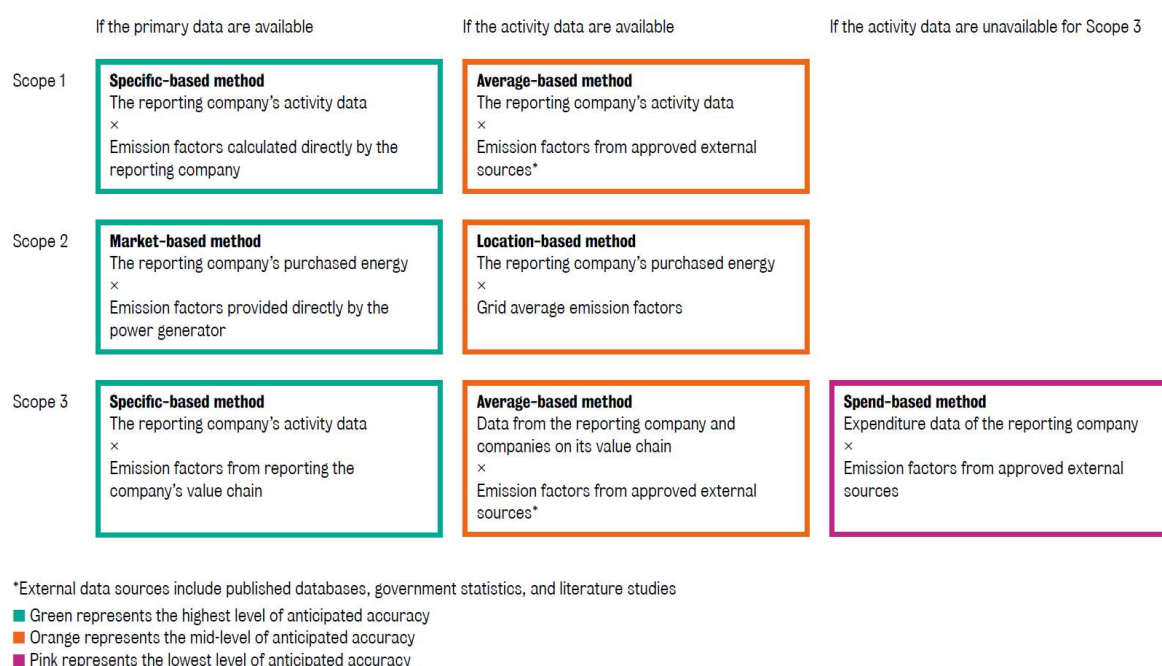 If the primary data are available
If the activity data are available
If the activity data are unavailable for Scope 3
Scope 1
Specific-based method
The reporting company's activity data
×
Emission factors calculated directly by the
reporting company
Average-based method
The reporting company's activity data
×
Emission factors from approved external
sources*
Scope 2
Market-based method
The reporting company's purchased energy
×
Emission factors provided directly by the
power generator
Location-based method
The reporting company's purchased energy
×
Grid average emission factors
Scope 3
Specific-based method
The reporting company's activity data
×
Emission factors from reporting the
company's value chain
Average-based method
Data from the reporting company and
companies on its value chain
×
Emission factors from approved external
sources*
Spend-based method
Expenditure data of the reporting company
×
Emission factors from approved external
sources
*External data sources include published databases, government statistics, and literature studies
Green represents the highest level of anticipated accuracy
Orange represents the mid-level of anticipated accuracy
Pink represents the lowest level of anticipated accuracy